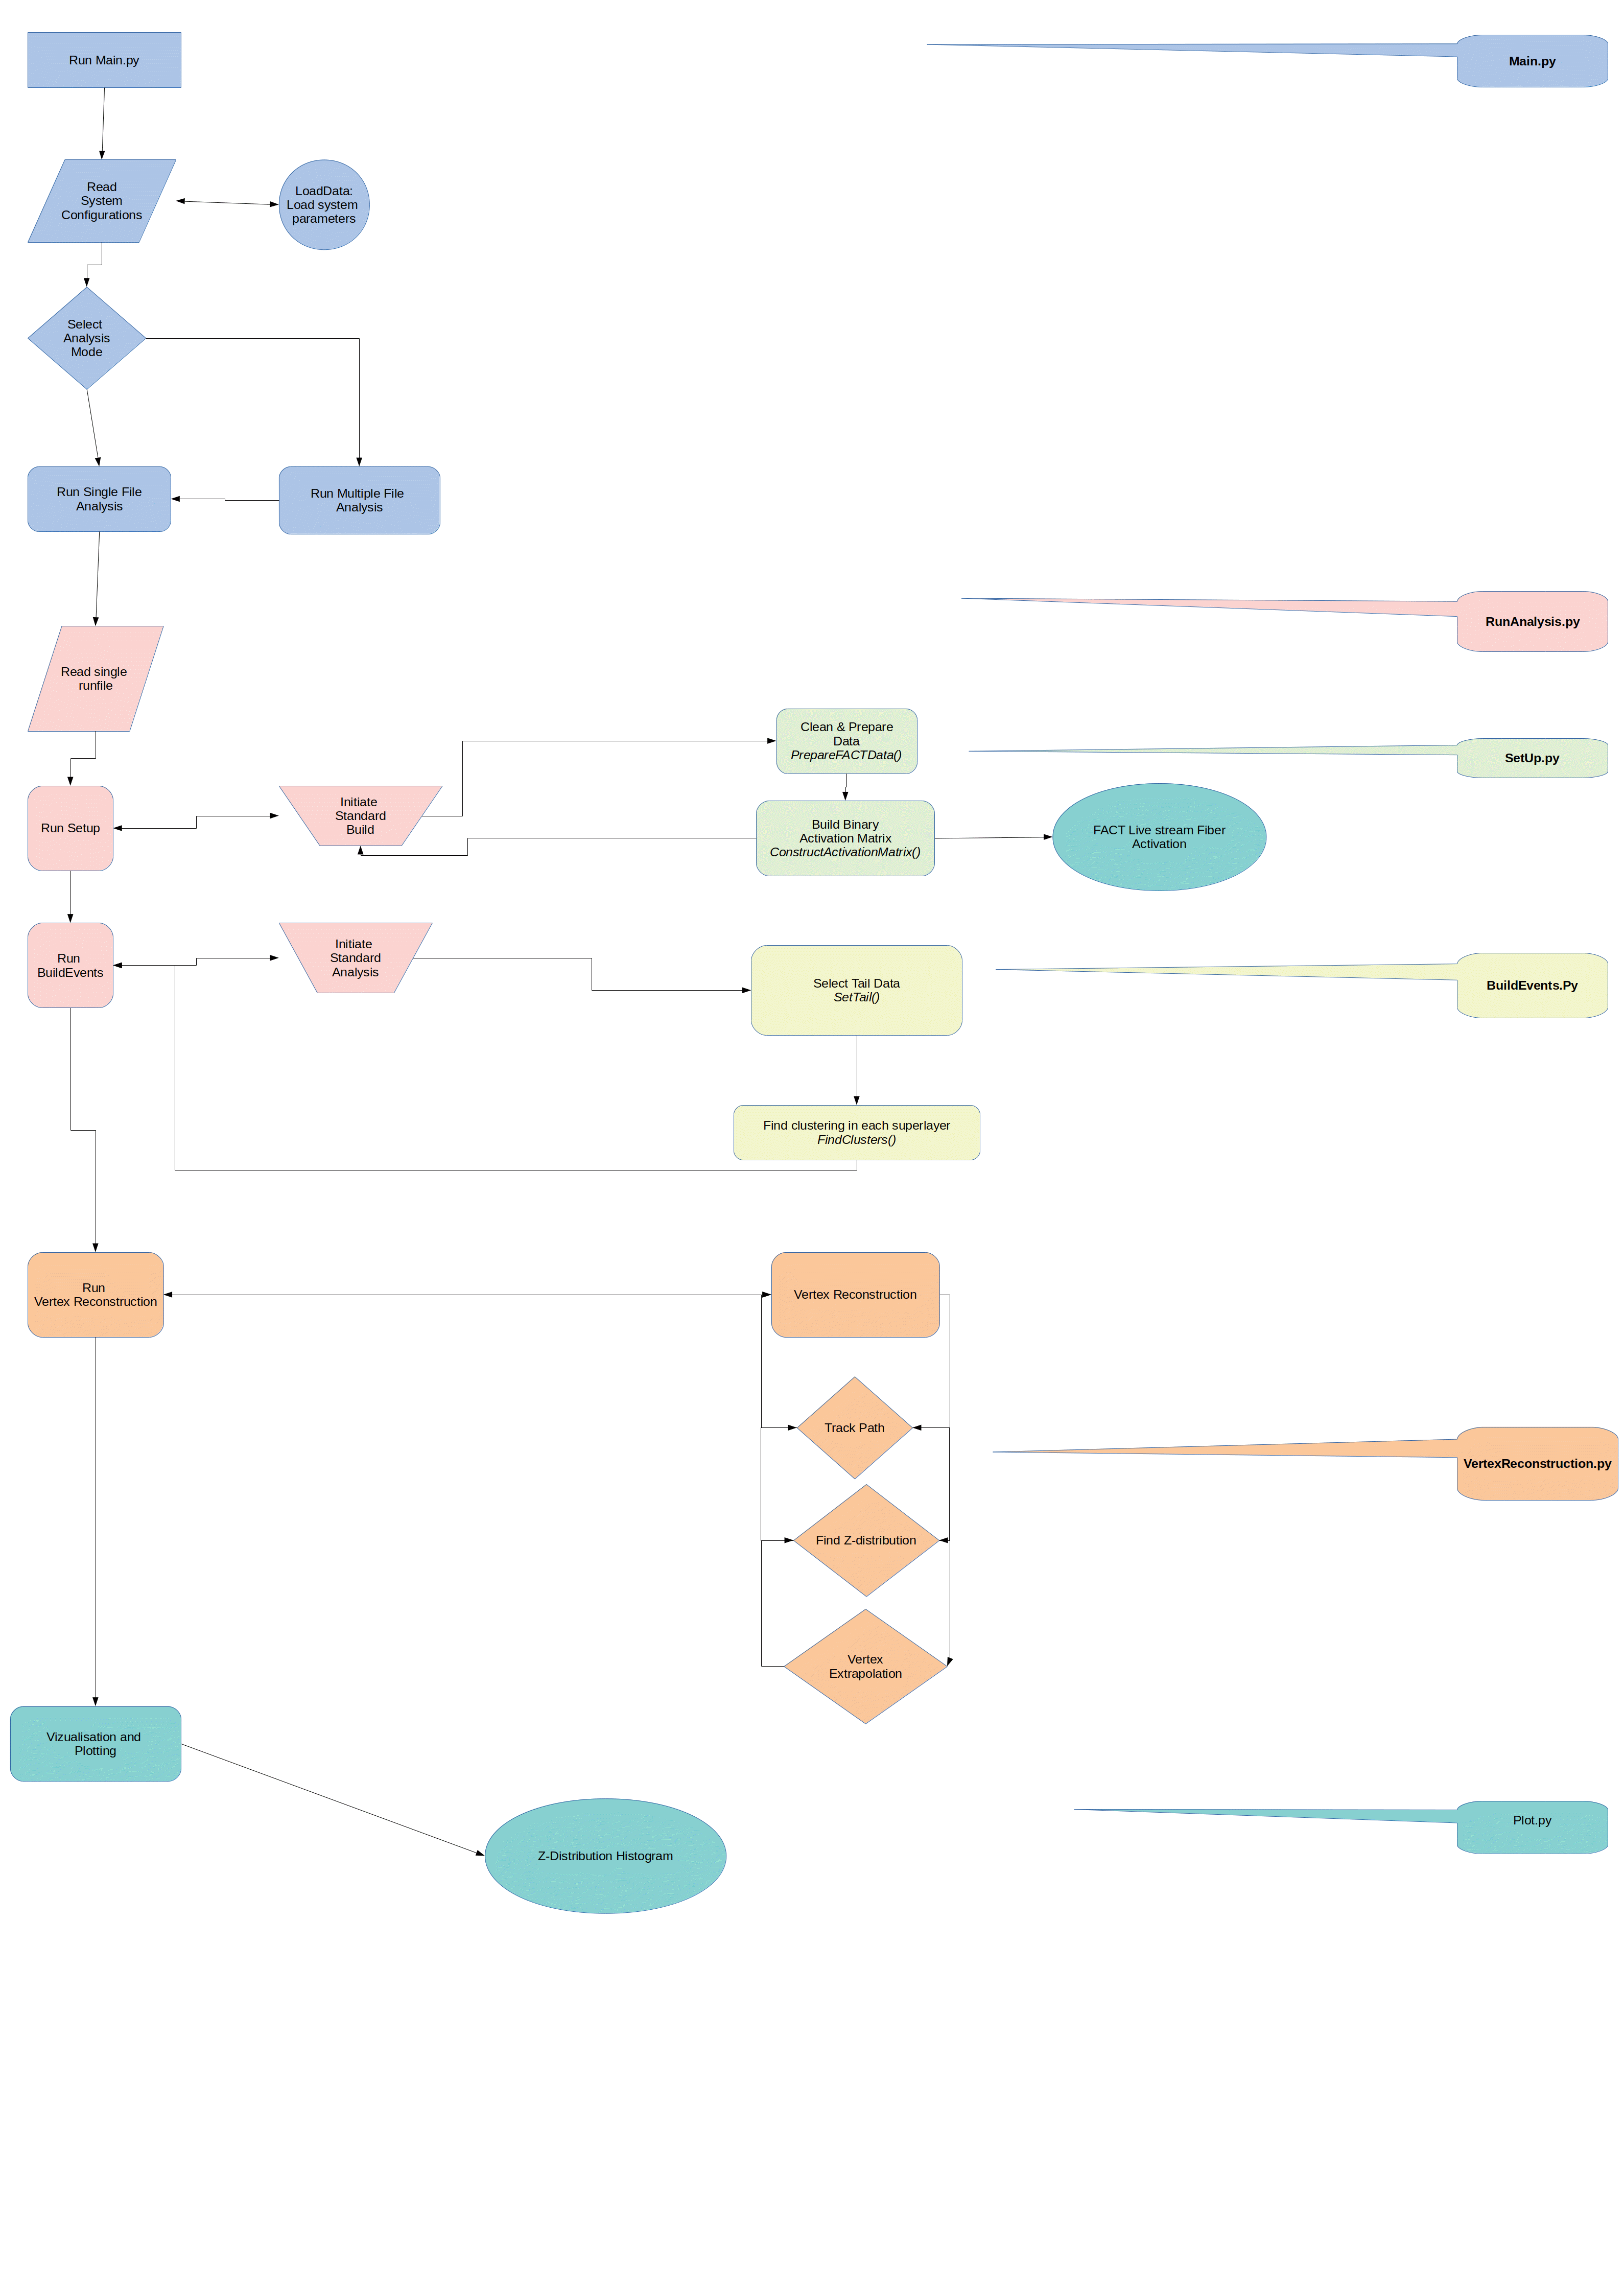 Run Main.py
Main.py
Read
System
Configurations
LoadData:
Load system
parameters
Select
Analysis
Mode
Run Single File
Analysis
Run Multiple File
Analysis
RunAnalysis.py
Read single
runfile
Clean & Prepare
Data
PrepareFACTData()
SetUp.py
Run Setup
Initiate
Standard
Build
Build Binary
Activation Matrix
ConstructActivationMatrix()
FACT Live stream Fiber
Activation
Run
BuildEvents
Initiate
Standard
Analysis
Select Tail Data
SetTail()
BuildEvents.Py
Find clustering in each superlayer
FindClusters()
Run
Vertex Reconstruction
Vertex Reconstruction
Track Path
VertexReconstruction.py
Find Z-distribution
Vertex
Extrapolation
Vizualisation and
Plotting
Z-Distribution Histogram
Plot.py